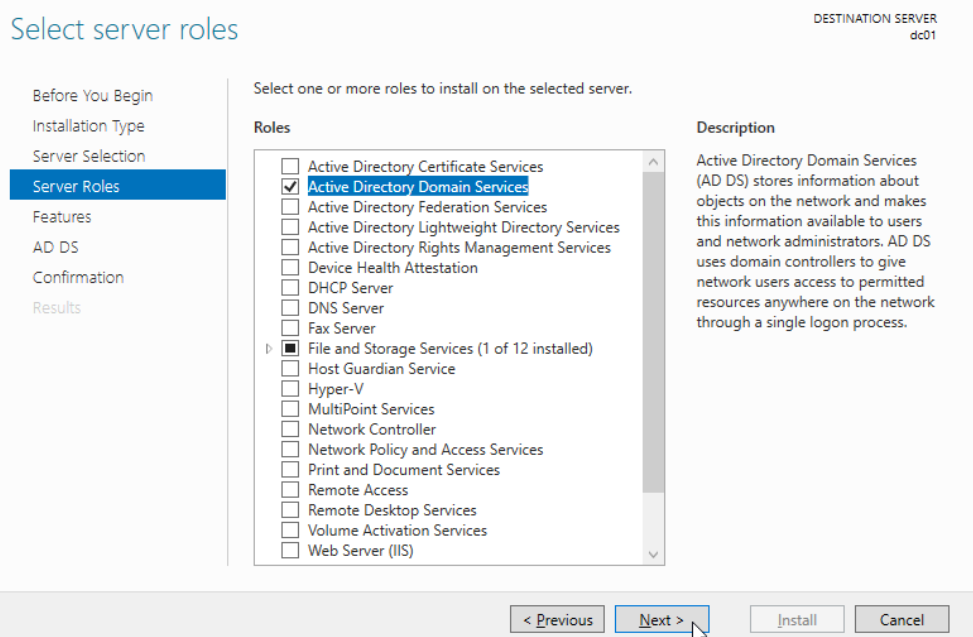 Select server roles
DESTINATION SERVER
dc01
Before You Begin
Installation Type
Server Selection
Server Roles
Features
AD DS
Confirmation
Results
Select one or more roles to install on the selected server.
Roles
Active Directory Certificate Services
Active Directory Domain Services
Active Directory Federation Services
Active Directory Lightweight Directory Services
Active Directory Rights Management Services
Device Health Attestation
DHCP Server
DNS Server
Fax Server
File and Storage Services (1 of 12 installed)
Host Guardian Service
Hyper-V
MultiPoint Services
Network Controller
Network Policy and Access Services
Print and Document Services
Remote Access
Remote Desktop Services
Volume Activation Services
Web Server (IIS)
Description
Active Directory Domain Services
(AD DS) stores information about
objects on the network and makes
this information available to users
and network administrators. AD DS
uses domain controllers to give
network users access to permitted
resources anywhere on the network
through a single logon process.
< Previous
Next >
Install
Cancel